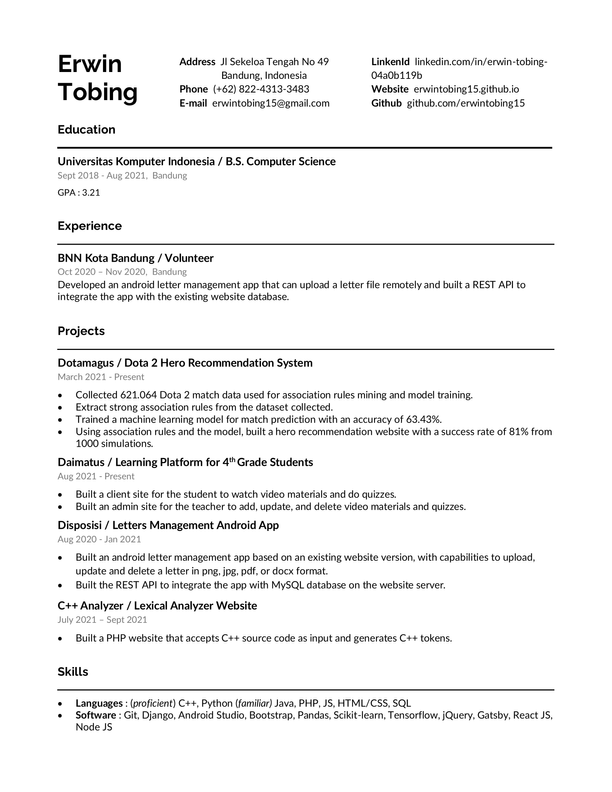 Erwin
Tobing
Address Jl Sekeloa Tengah No 49
Bandung, Indonesia
Phone (+62) 822-4313-3483
E-mail erwintobing15@gmail.com
LinkenId linkedin.com/in/erwin-tobing-
04a0b119b
Website erwintobing15.github.io
Github github.com/erwintobing15
Education
Universitas Komputer Indonesia / B.S. Computer Science
Sept 2018 - Aug 2021, Bandung
GPA : 3.21
Experience
BNN Kota Bandung / Volunteer
Oct 2020 – Nov 2020, Bandung
Developed an android letter management app that can upload a letter file remotely and built a REST API to
integrate the app with the existing website database.
Projects
Dotamagus / Dota 2 Hero Recommendation System
March 2021 - Present
• Collected 621.064 Dota 2 match data used for association rules mining and model training.
• Extract strong association rules from the dataset collected.
• Trained a machine learning model for match prediction with an accuracy of 63.43%.
• Using association rules and the model, built a hero recommendation website with a success rate of 81% from
1000 simulations.
Daimatus / Learning Platform for 4th Grade Students
Aug 2021 - Present
• Built a client site for the student to watch video materials and do quizzes.
• Built an admin site for the teacher to add, update, and delete video materials and quizzes.
Disposisi / Letters Management Android App
Aug 2020 - Jan 2021
• Built an android letter management app based on an existing website version, with capabilities to upload,
update and delete a letter in png, jpg, pdf, or docx format.
• Built the REST API to integrate the app with MySQL database on the website server.
C++ Analyzer / Lexical Analyzer Website
July 2021 – Sept 2021
• Built a PHP website that accepts C++ source code as input and generates C++ tokens.
Skills
• Languages : (proficient) C++, Python (familiar) Java, PHP, JS, HTML/CSS, SQL
• Software : Git, Django, Android Studio, Bootstrap, Pandas, Scikit-learn, Tensorflow, jQuery, Gatsby, React JS,
Node JS